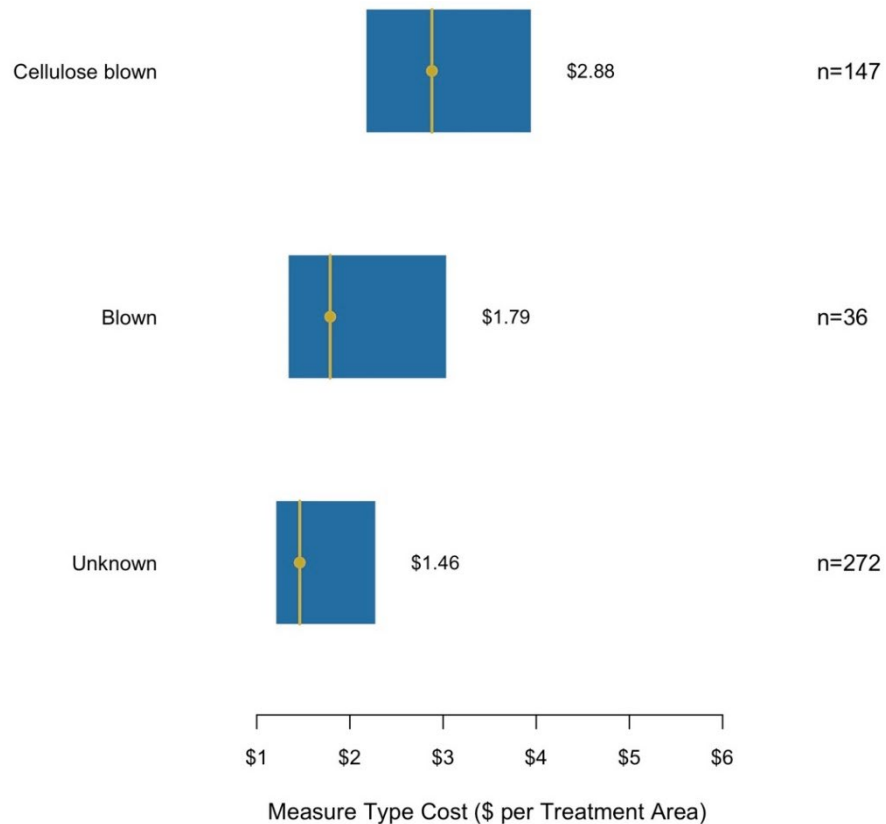 Cellulose blown $2.88 n=147
Blown $1.79 n=36
Unknown $1.46 n=272
$1 $2 $3 $4 $5 $6
Measure Type Cost ($ per Treatment Area)